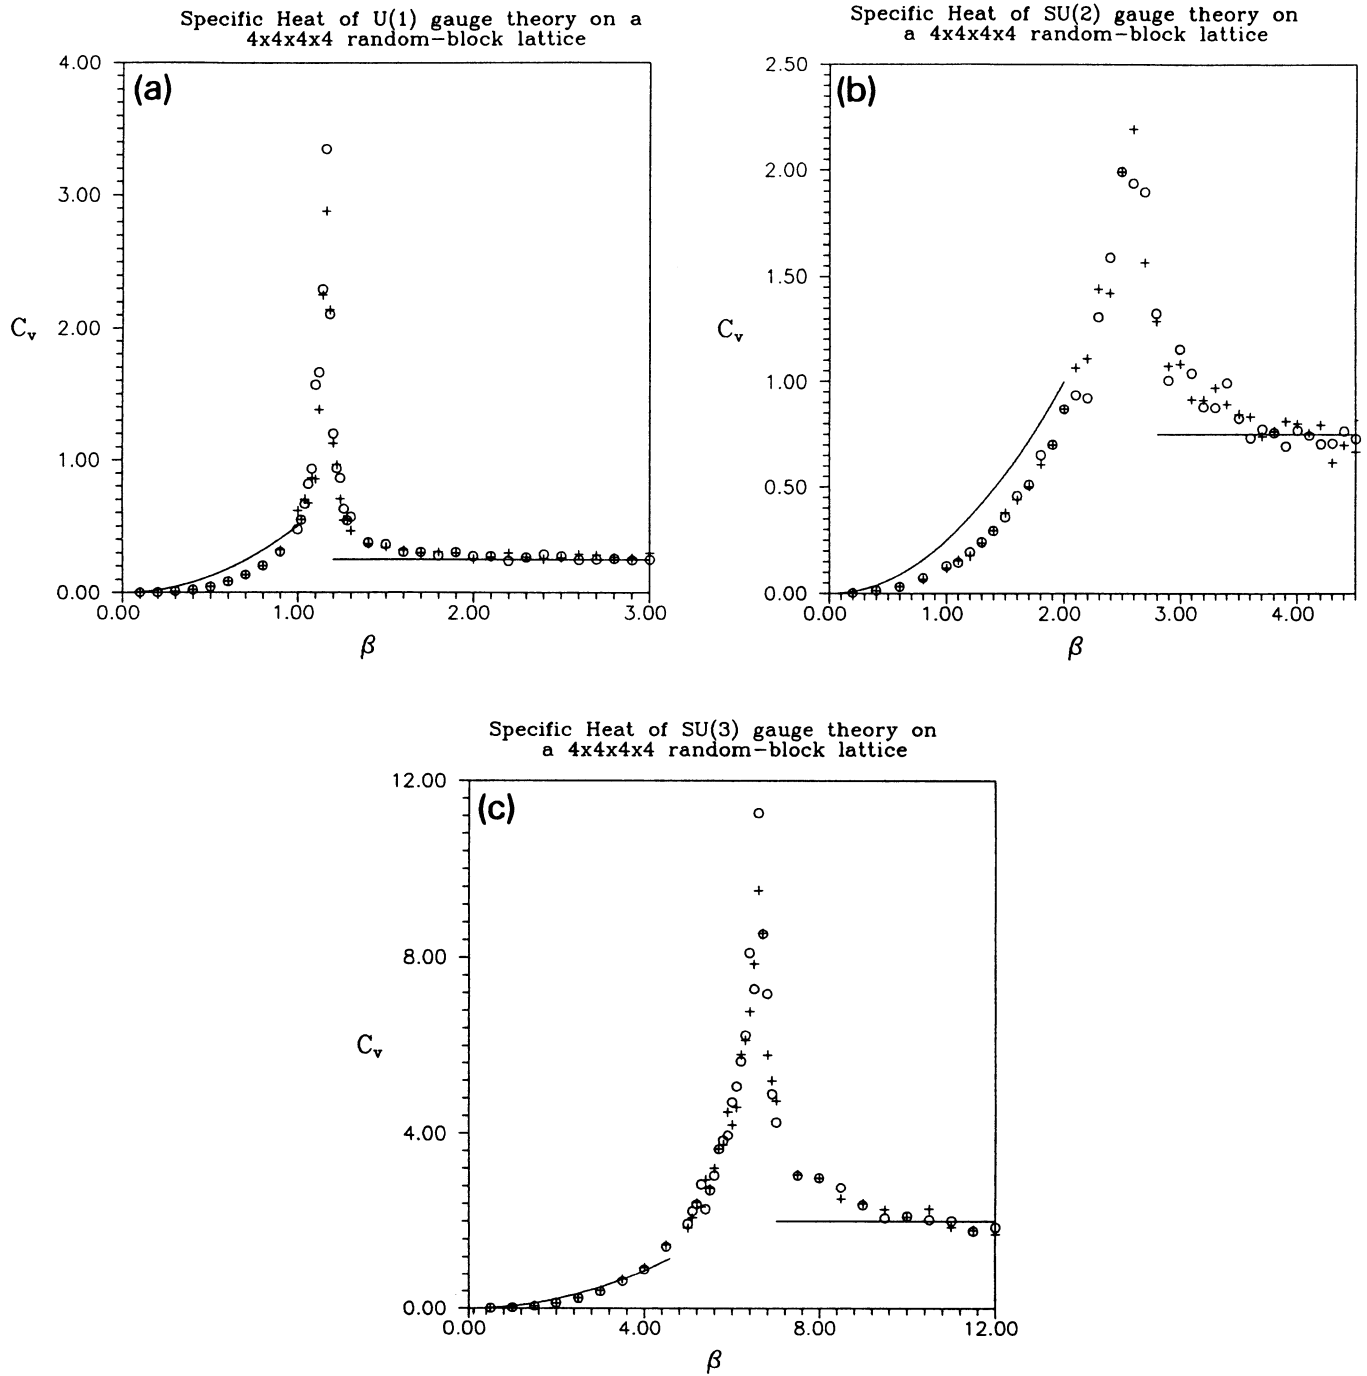 Specific Heat of U(1) gauge theory on a
4x4x4x4 random-block lattice
(a)
4.00
3.00
2.00
1.00
0.00
Cv
0.00 1.00 2.00 3.00
β
Specific Heat of SU(2) gauge theory on
a 4x4x4x4 random-block lattice
(b)
2.50
2.00
1.50
1.00
0.50
0.00
Cv
0.00 1.00 2.00 3.00 4.00
β
Specific Heat of SU(3) gauge theory on
a 4x4x4x4 random-block lattice
(c)
12.00
8.00
4.00
0.00
Cv
0.00 4.00 8.00 12.00
β